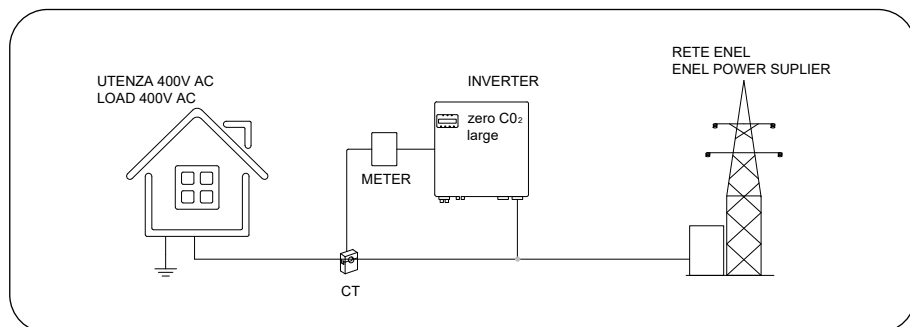 UTENZA 400V AC
LOAD 400V AC
INVERTER
zero C0₂
large
METER
CT
RETE ENEL
ENEL POWER SUPLIER